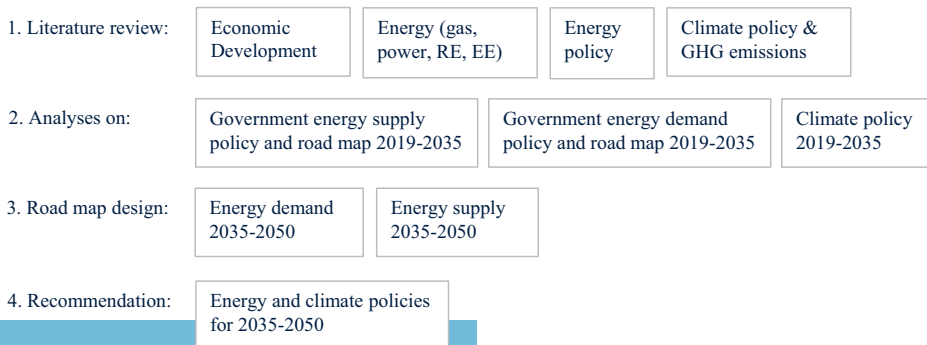 1. Literature review:
Economic
Development
Energy (gas,
power, RE, EE)
Energy
policy
Climate policy &
GHG emissions
2. Analyses on:
Government energy supply
policy and road map 2019-2035
Government energy demand
policy and road map 2019-2035
Climate policy
2019-2035
3. Road map design:
Energy demand
2035-2050
Energy supply
2035-2050
4. Recommendation:
Energy and climate policies
for 2035-2050